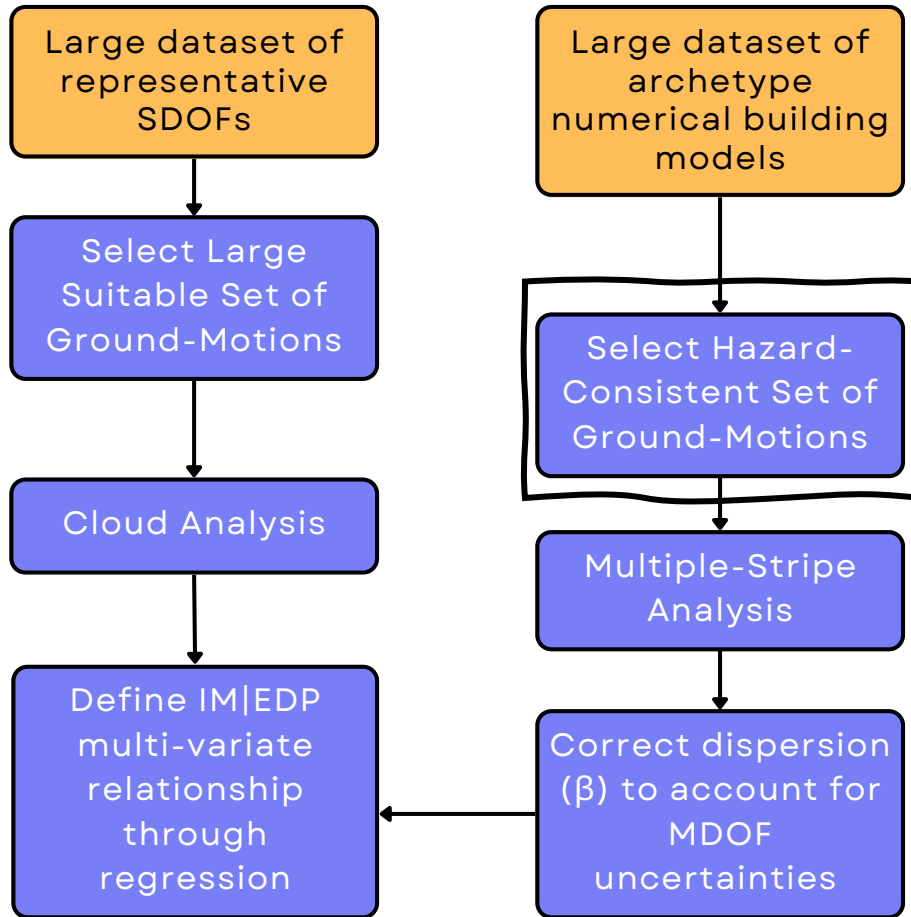 Large dataset of
representative
SDOFs
Select Large
Suitable Set of
Ground-Motions
Cloud Analysis
Define IM|EDP
multi-variate
relationship
through
regression
Large dataset of
archetype
numerical building
models
Select Hazard-
Consistent Set of
Ground-Motions
Multiple-Stripe
Analysis
Correct dispersion
(β) to account for
MDOF
uncertainties